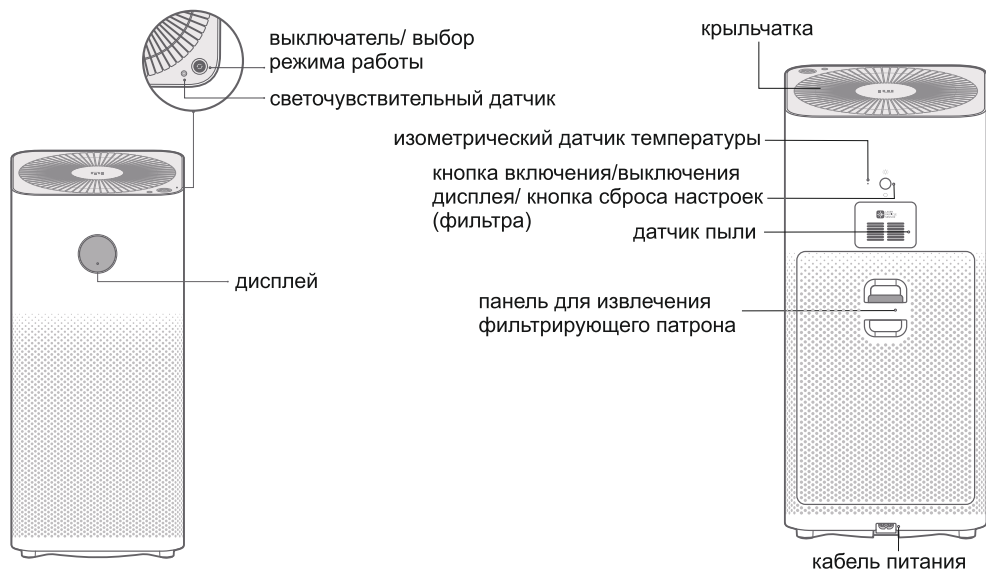 выключатель/ выбор
режима работы
светочувствительный датчик
дисплей
крыльчатка
изометрический датчик температуры
кнопка включения/выключения
дисплея/ кнопка сброса настроек
(фильтра)
датчик пыли
панель для извлечения
фильтрирующего патрона
кабель питания